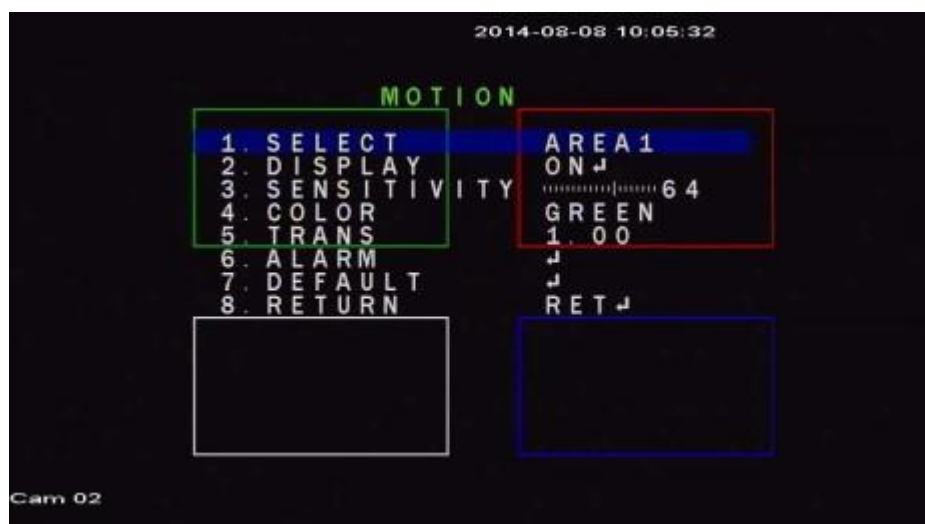 2014-08-08 10:05:32
MOTION
1. SELECT AREA1
2. DISPLAY ON↲
3. SENSITIVITY 64
4. COLOR GREEN
5. TRANS 1.00
6. ALARM ↲
7. DEFAULT ↲
8. RETURN RET↲
Cam 02